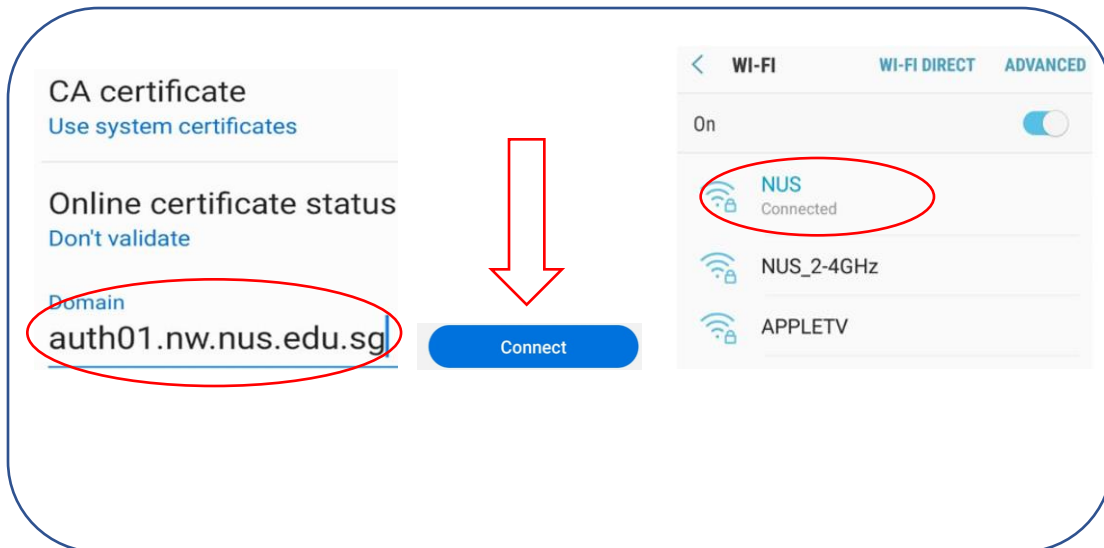 CA certificate
Use system certificates
Online certificate status
Don't validate
Domain
auth01.nw.nus.edu.sg
Connect
WI-FI WI-FI DIRECT ADVANCED
On
NUS
Connected
NUS_2-4GHz
APPLETV